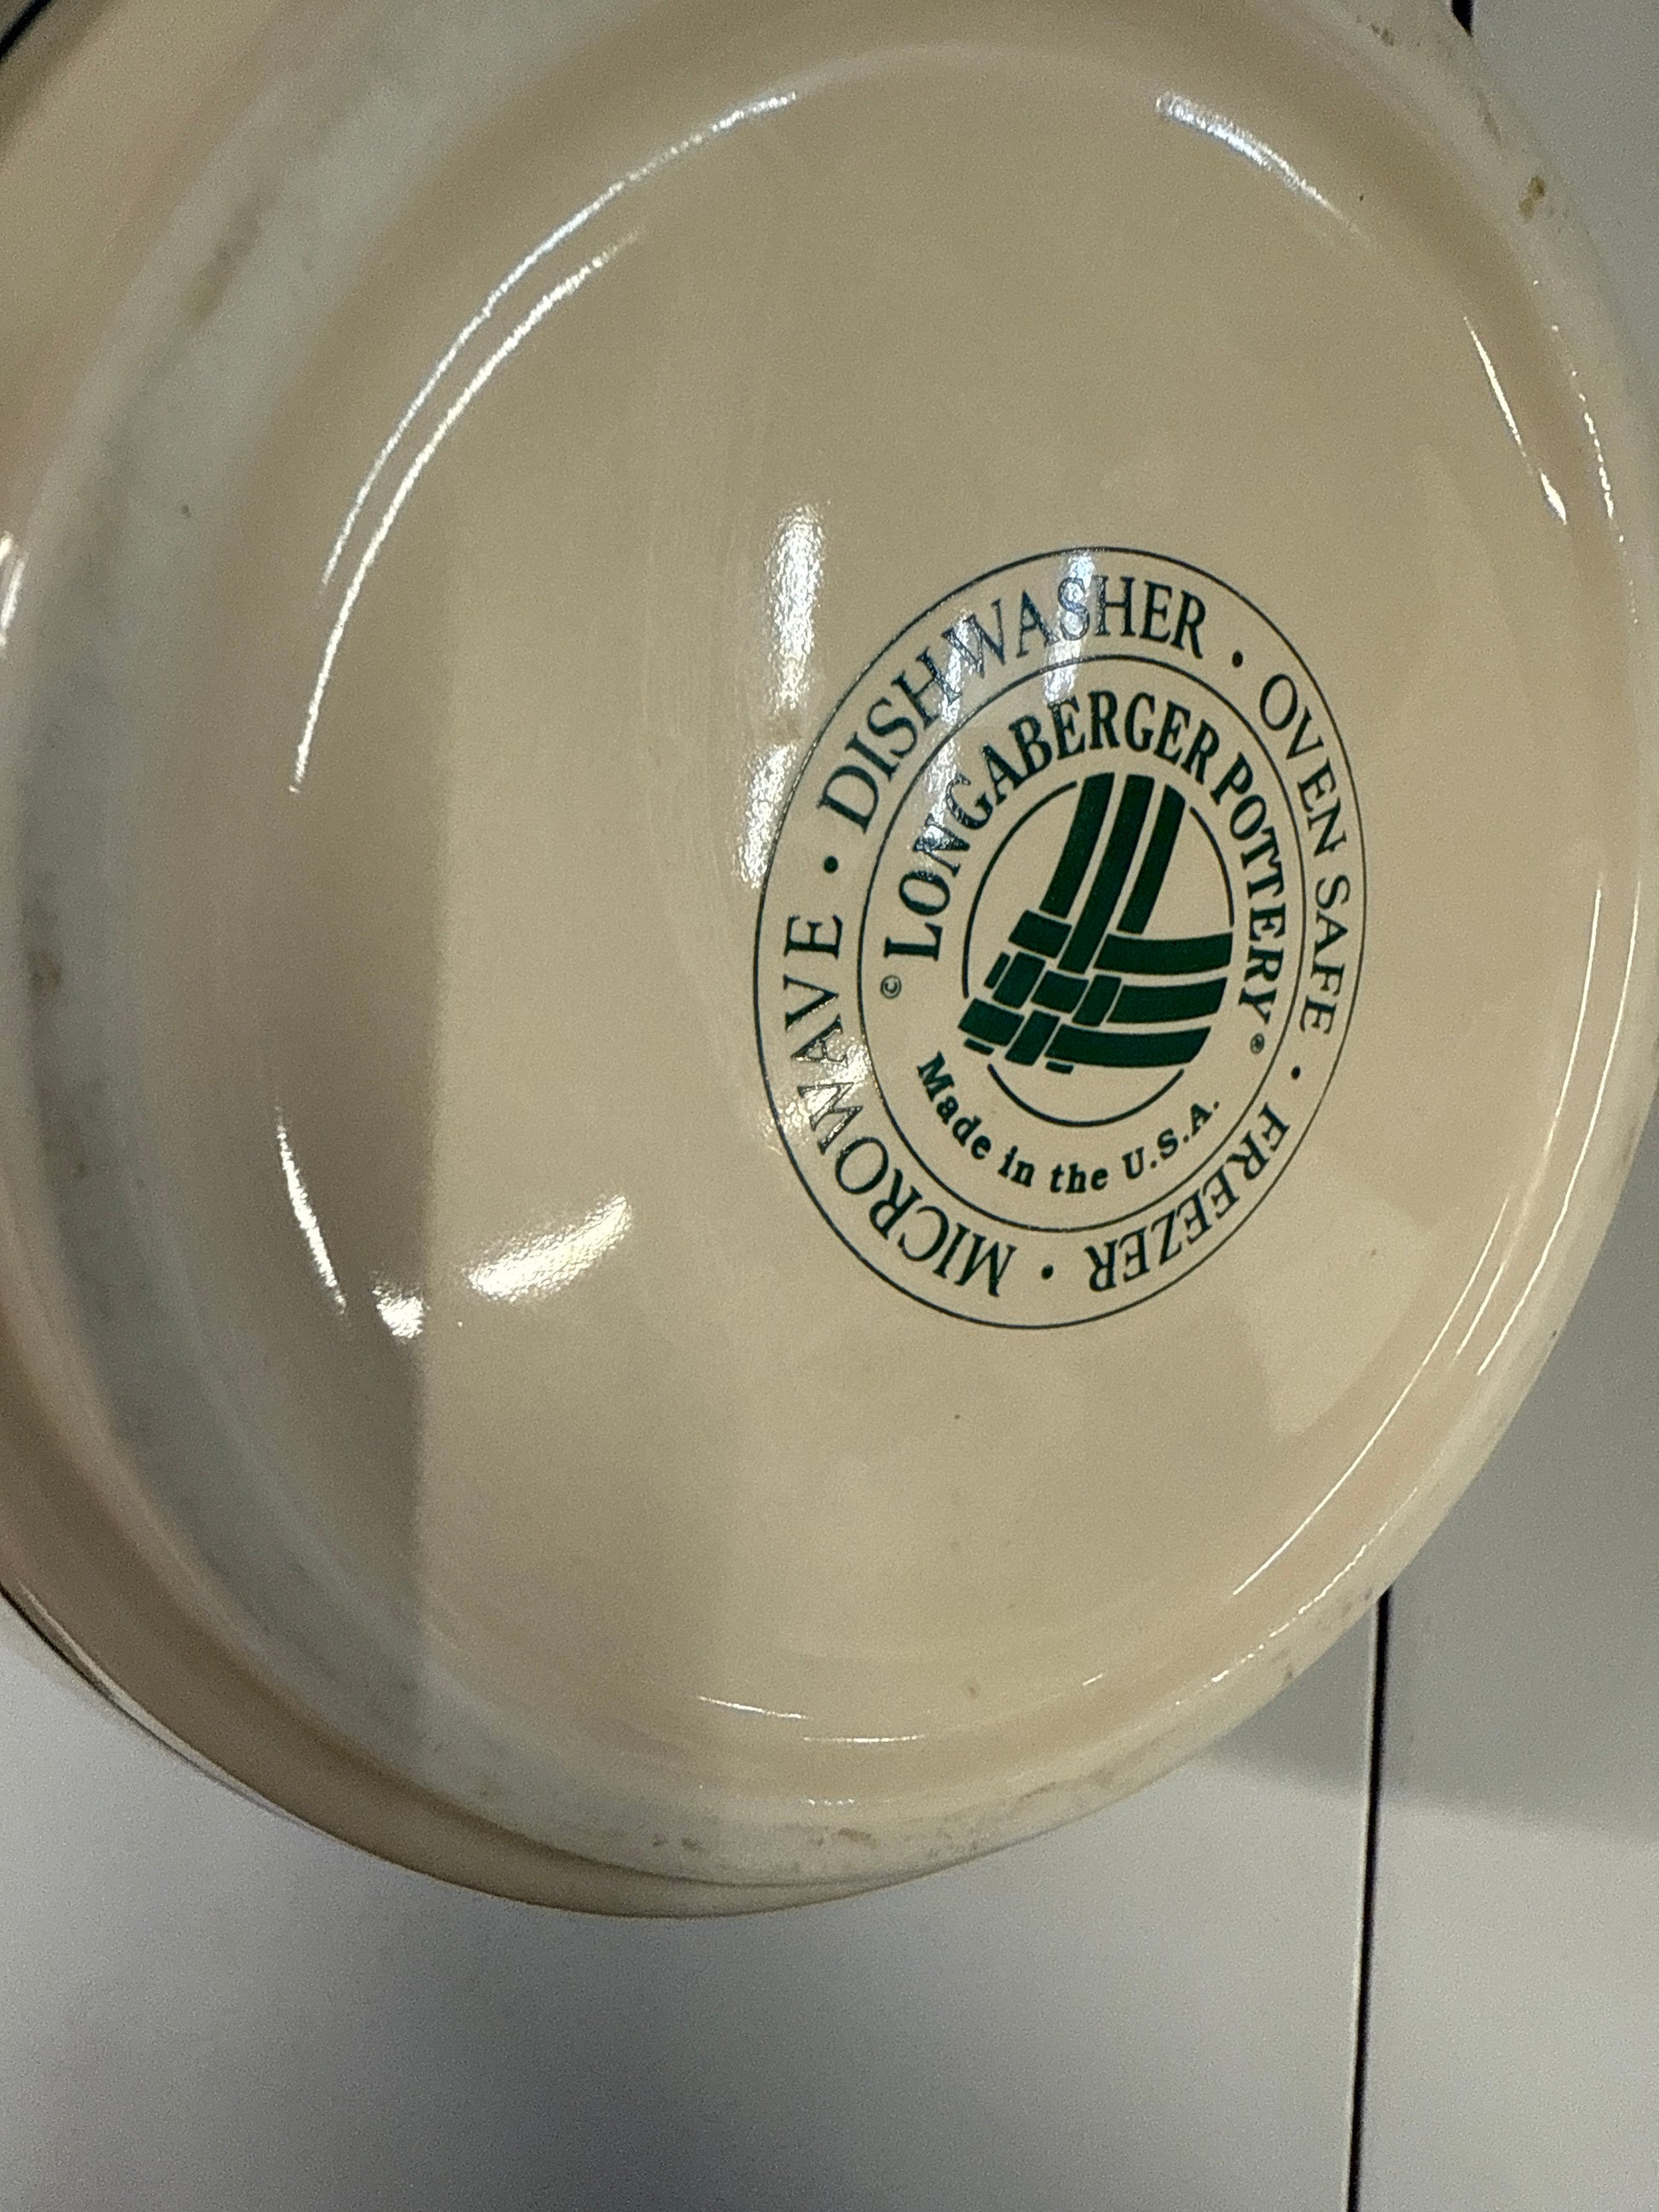 DISHWASHER · OVEN SAFE · FREEZER · MICROWAVE ·
© LONGABERGER POTTERY ®
Made in the U.S.A.